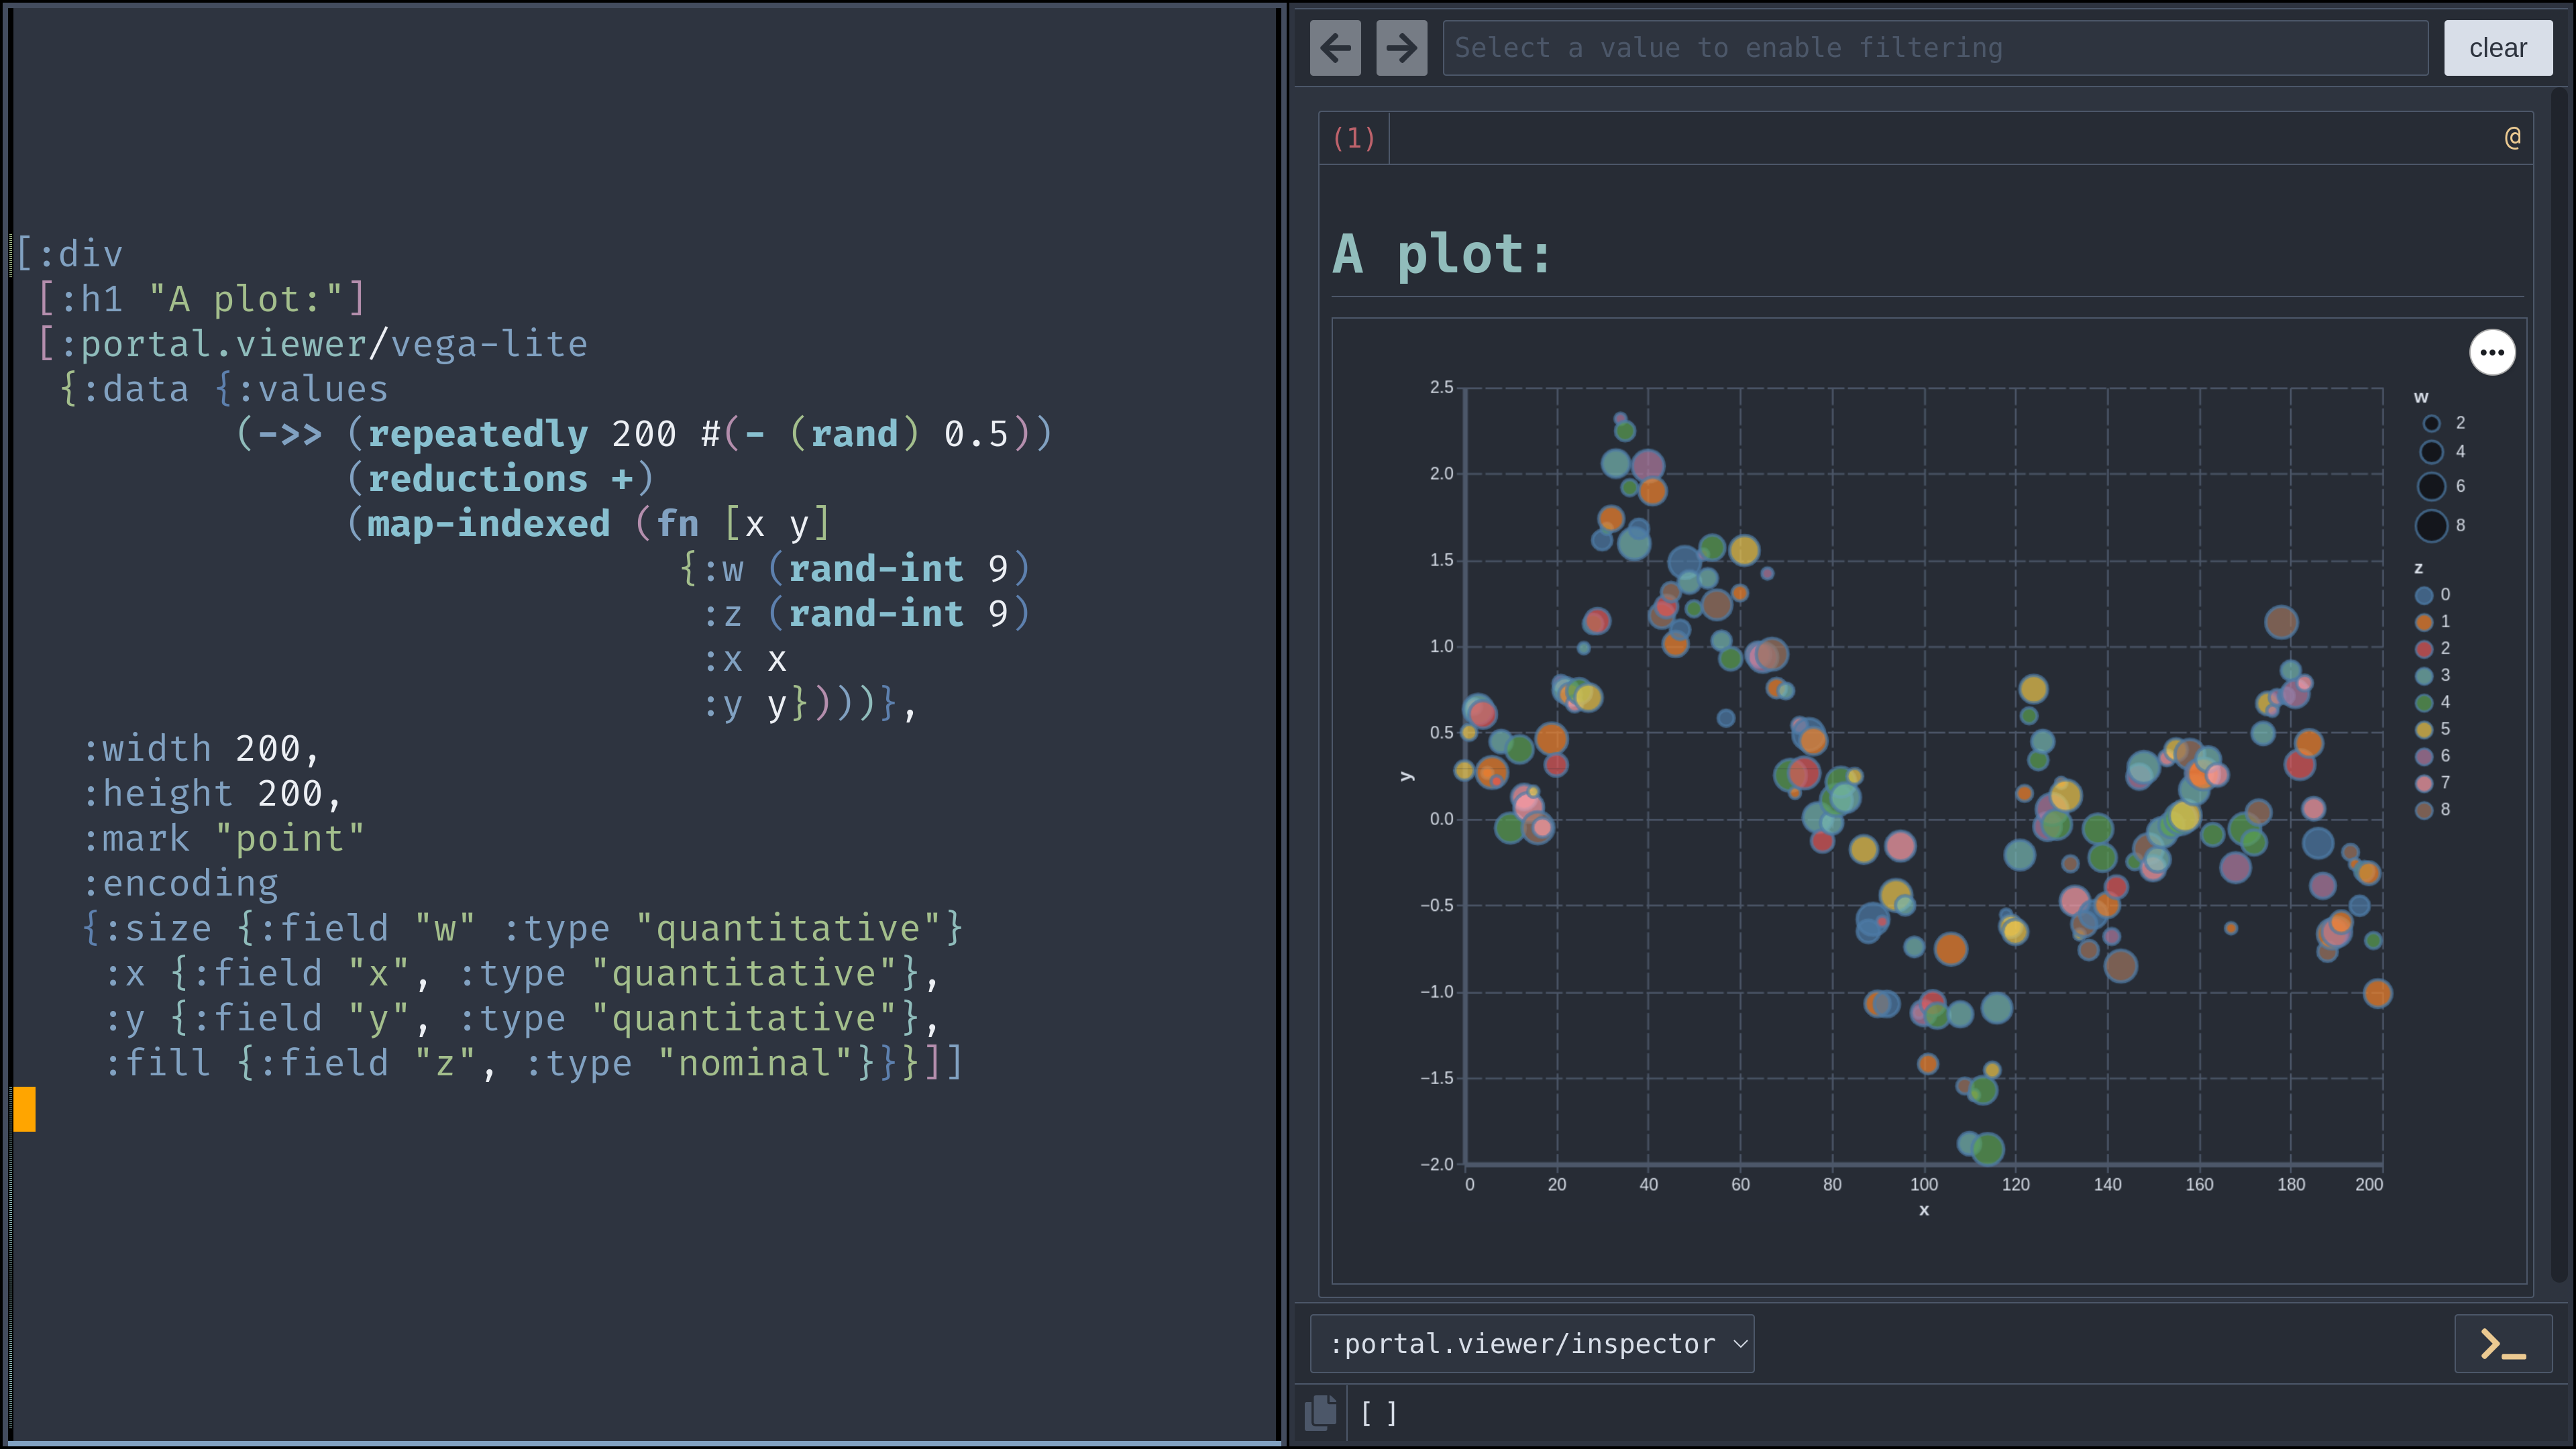 [:div
[:h1 "A plot:"]
[:portal.viewer/vega-lite
{:data {:values
(->> (repeatedly 200 #(- (rand) 0.5))
(reductions +)
(map-indexed (fn [x y]
{:w (rand-int 9)
:z (rand-int 9)
:x x
:y y})))},
:width 200,
:height 200,
:mark "point"
:encoding
{:size {:field "w" :type "quantitative"}
:x {:field "x", :type "quantitative"},
:y {:field "y", :type "quantitative"},
:fill {:field "z", :type "nominal"}}}]]
Select a value to enable filtering
clear
(1)
@
A plot:
2.5
2.0
1.5
1.0
0.5
0.0
−0.5
−1.0
−1.5
−2.0
y
0 20 40 60 80 100 120 140 160 180 200
x
w
2
4
6
8
z
0
1
2
3
4
5
6
7
8
:portal.viewer/inspector
[ ]